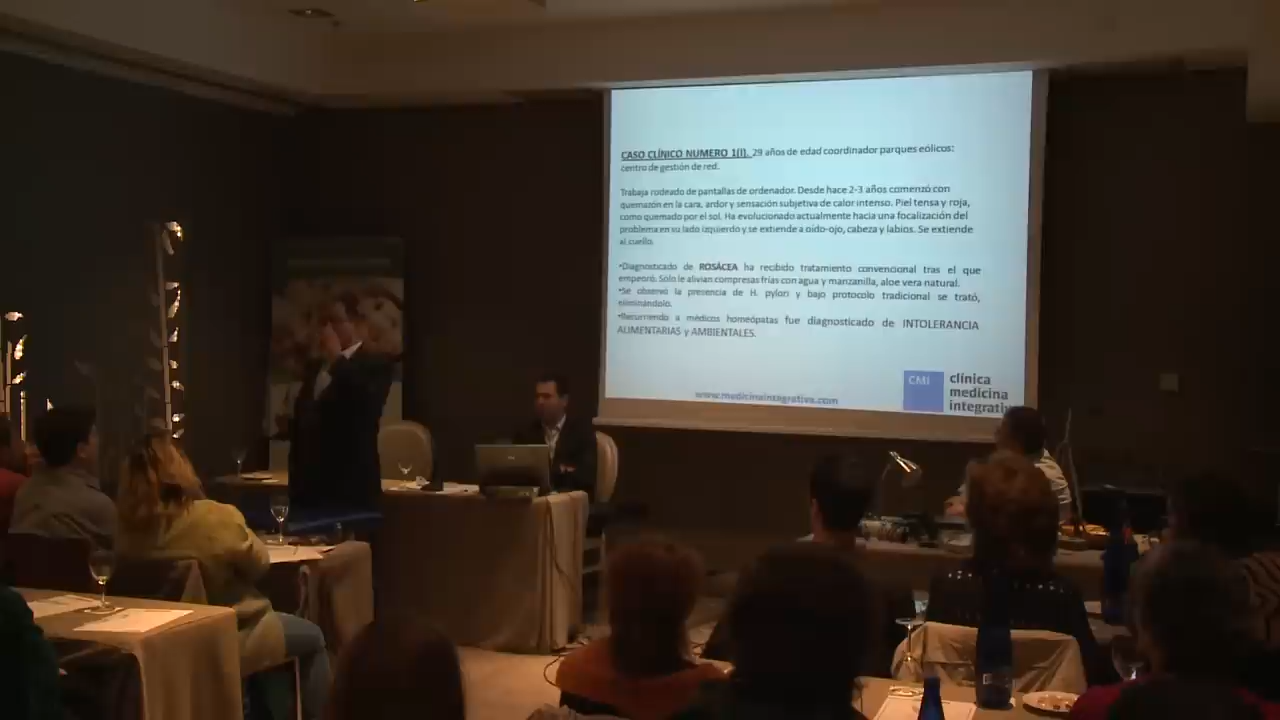 CASO CLÍNICO NUMERO 1(I). 29 años de edad coordinador parques eólicos:
centro de gestión de red.
Trabaja rodeado de pantallas de ordenador. Desde hace 2-3 años comenzó con
quemazón en la cara, ardor y sensación subjetiva de calor intenso. Piel tensa y roja,
como quemado por el sol. Ha evolucionado actualmente hacia una focalización del
problema en su lado izquierdo y se extiende a oído-ojo, cabeza y labios. Se extiende
al cuello.
•Diagnosticado de ROSÁCEA ha recibido tratamiento convencional tras el que
empeoró. Sólo le alivian compresas frías con agua y manzanilla, aloe vera natural.
•Se observó la presencia de H. pylori y bajo protocolo tradicional se trató,
eliminándolo.
•Recurriendo a médicos homeópatas fue diagnosticado de INTOLERANCIA
ALIMENTARIAS y AMBIENTALES.
www.medicinaintegrativa.com
CMI
clínica
medicina
integrativ